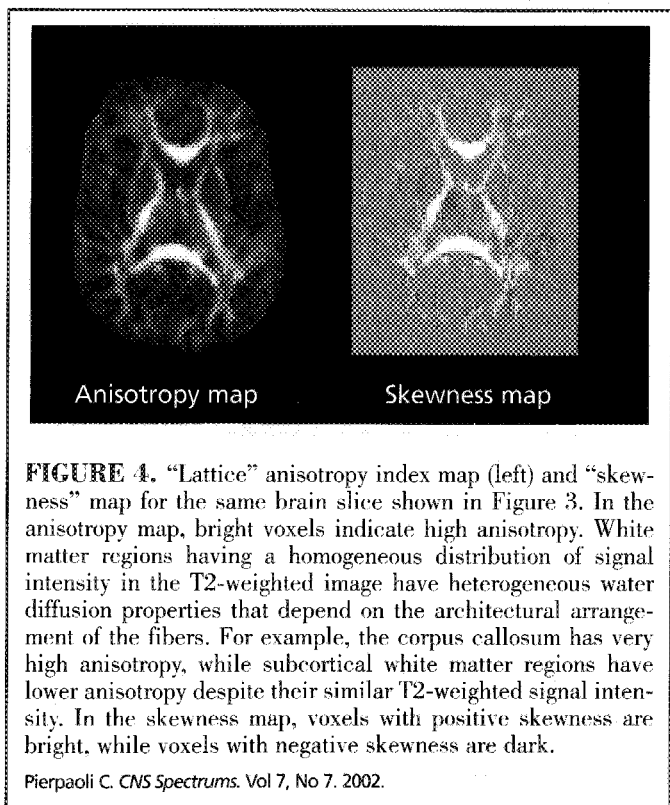 Anisotropy map Skewness map
FIGURE 4. “Lattice” anisotropy index map (left) and “skew-
ness” map for the same brain slice shown in Figure 3. In the
anisotropy map, bright voxels indicate high anisotropy. White
matter regions having a homogeneous distribution of signal
intensity in the T2-weighted image have heterogeneous water
diffusion properties that depend on the architectural arrange-
ment of the fibers. For example, the corpus callosum has very
high anisotropy, while subcortical white matter regions have
lower anisotropy despite their similar T2-weighted signal inten-
sity. In the skewness map, voxels with positive skewness are
bright, while voxels with negative skewness are dark.
Pierpaoli C. CNS Spectrums. Vol 7, No 7. 2002.